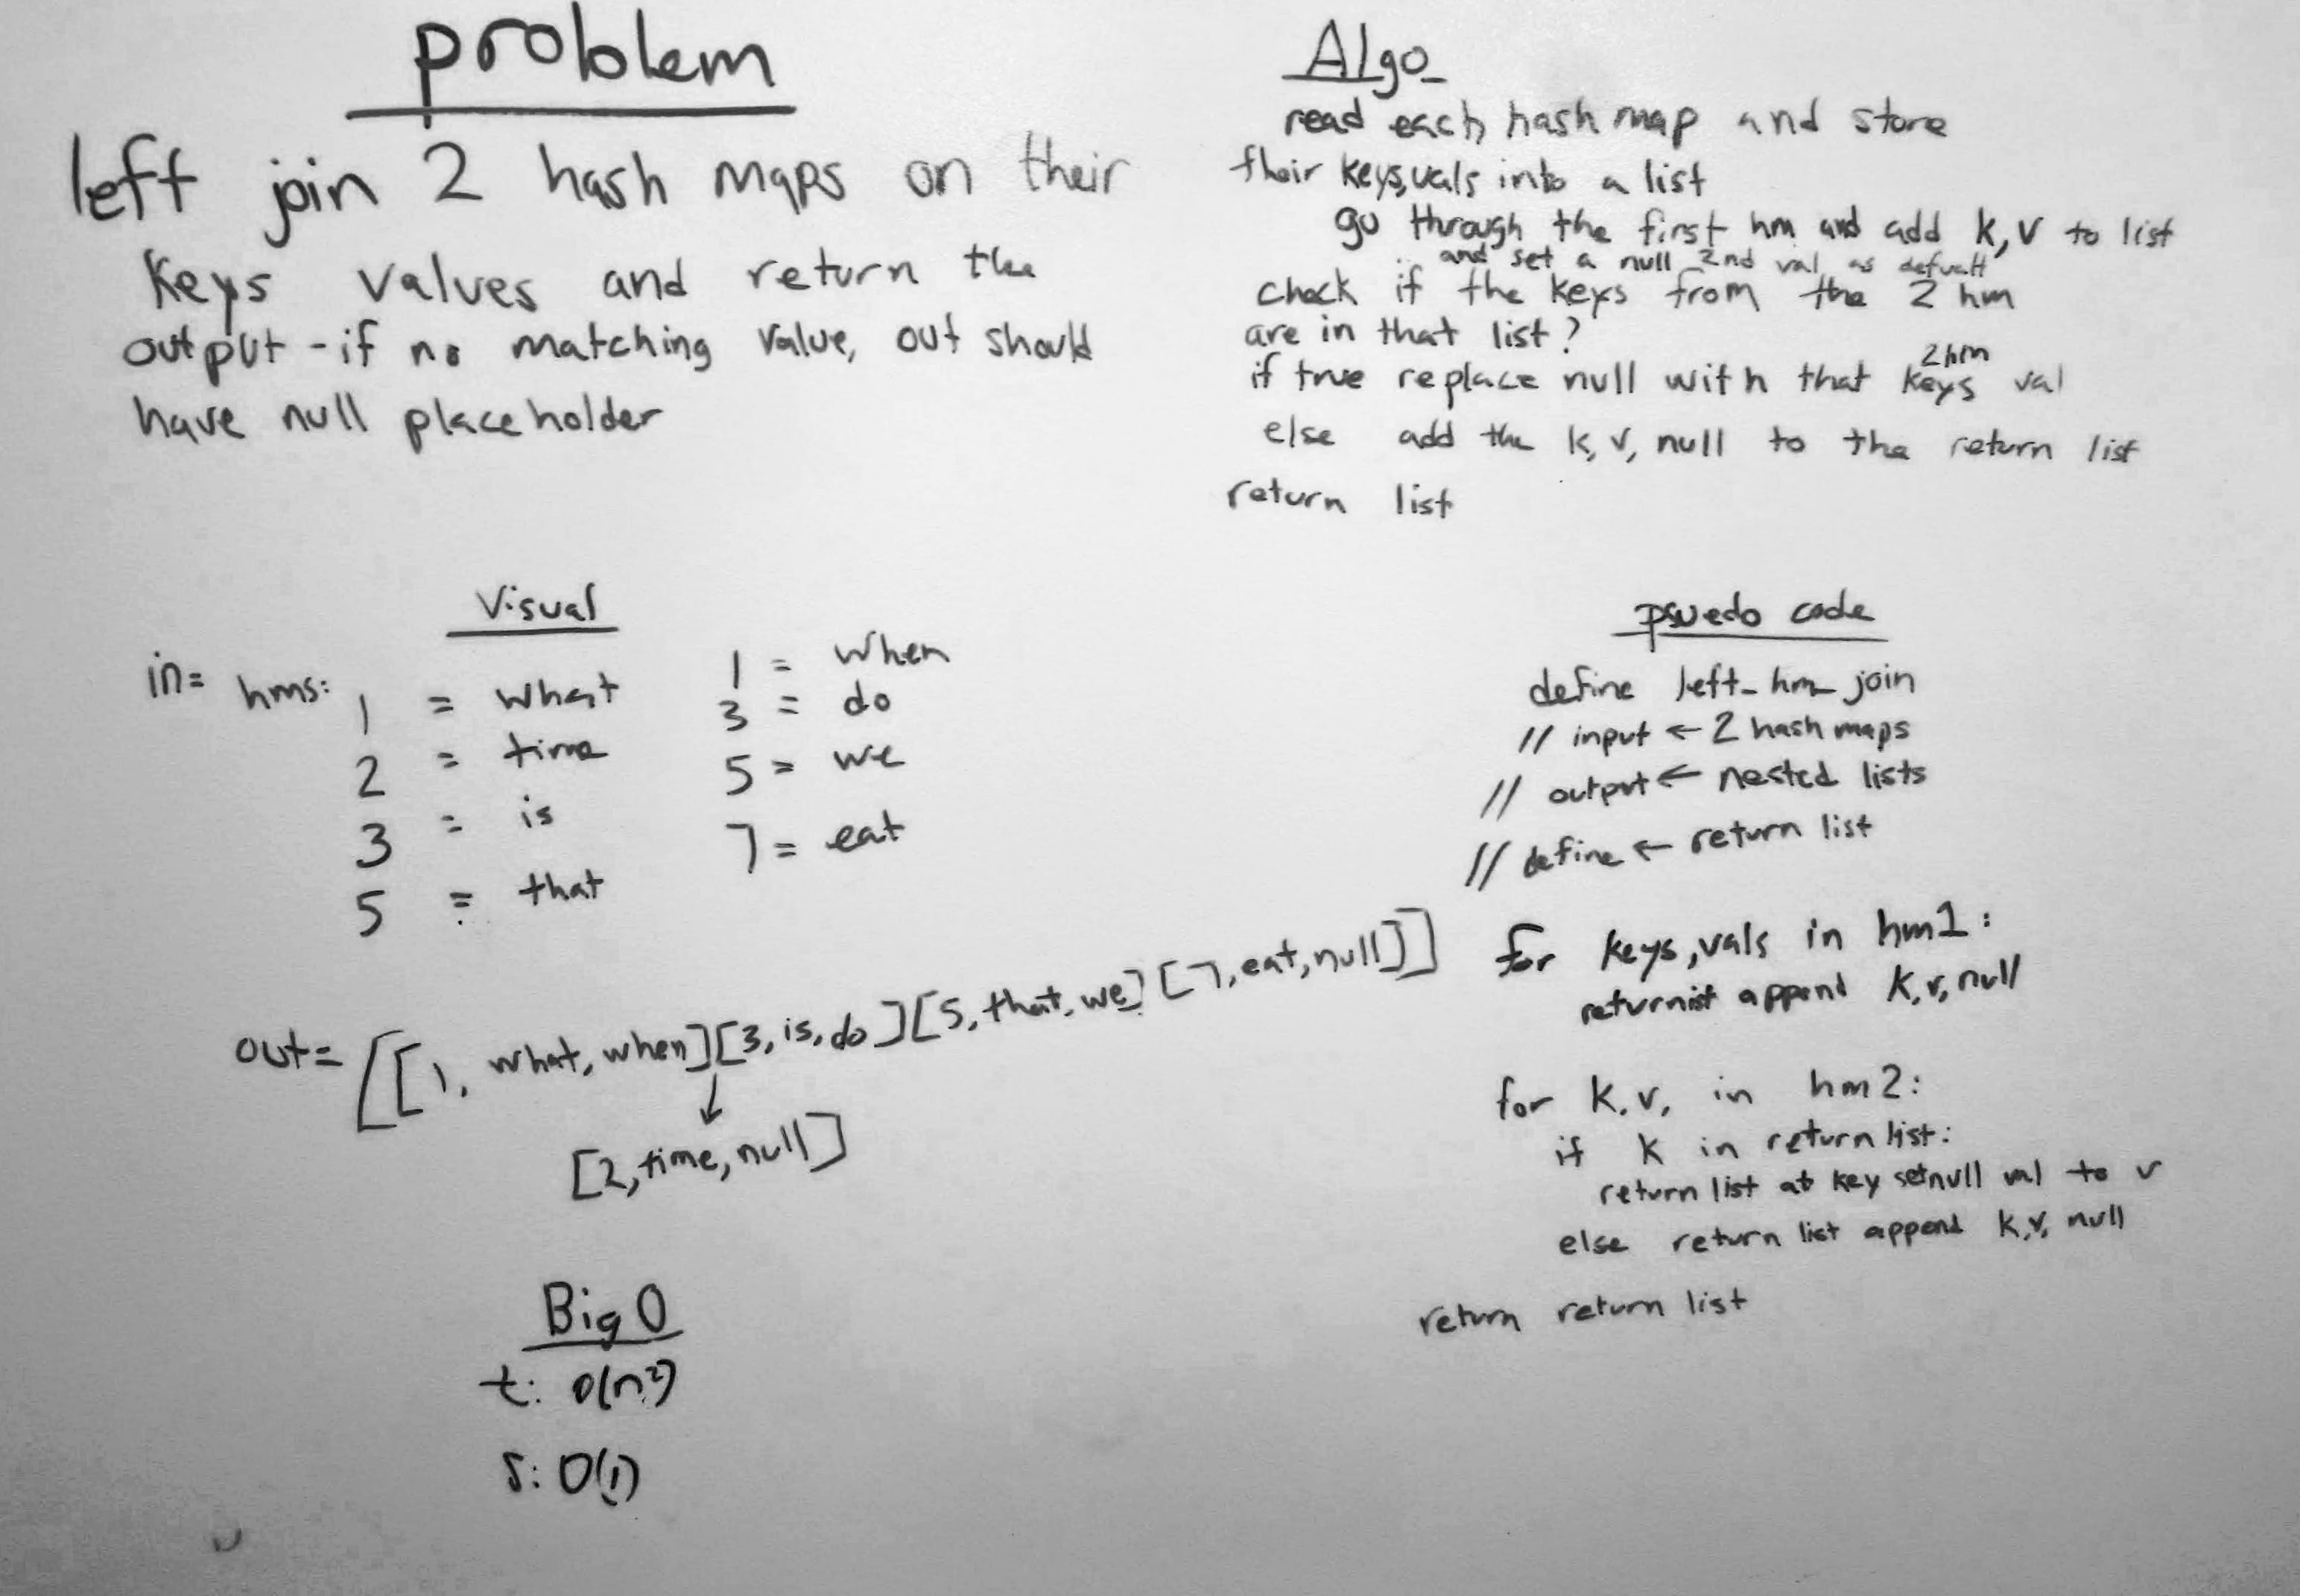 problem
left join 2 hash maps on their
keys values and return the
output - if no matching value, out should
have null placeholder
Algo
read each hash map and store
their keys, vals into a list
go through the first hm and add k, v to list
and set a null 2nd val as defualt
check if the keys from the 2 hm
are in that list?
2hm
if true replace null with that keys val
else add the k, v, null to the return list
return list
Visual
in= hms: 1 = what
2 = time
3 = is
5 = that
1 = when
3 = do
5 = we
7 = eat
out= [[1, what, when][3, is, do][5, that, we][7, eat, null]]
↓
[2, time, null]
Big O
t: O(n²)
s: O(1)
psuedo code
define left_hm_join
// input ← 2 hash maps
// output ← nested lists
// define ← return list
for keys, vals in hm1:
returnlist append k, v, null
for k, v, in hm2:
if k in return list:
return list at key set null val to v
else return list append k, v, null
return return list